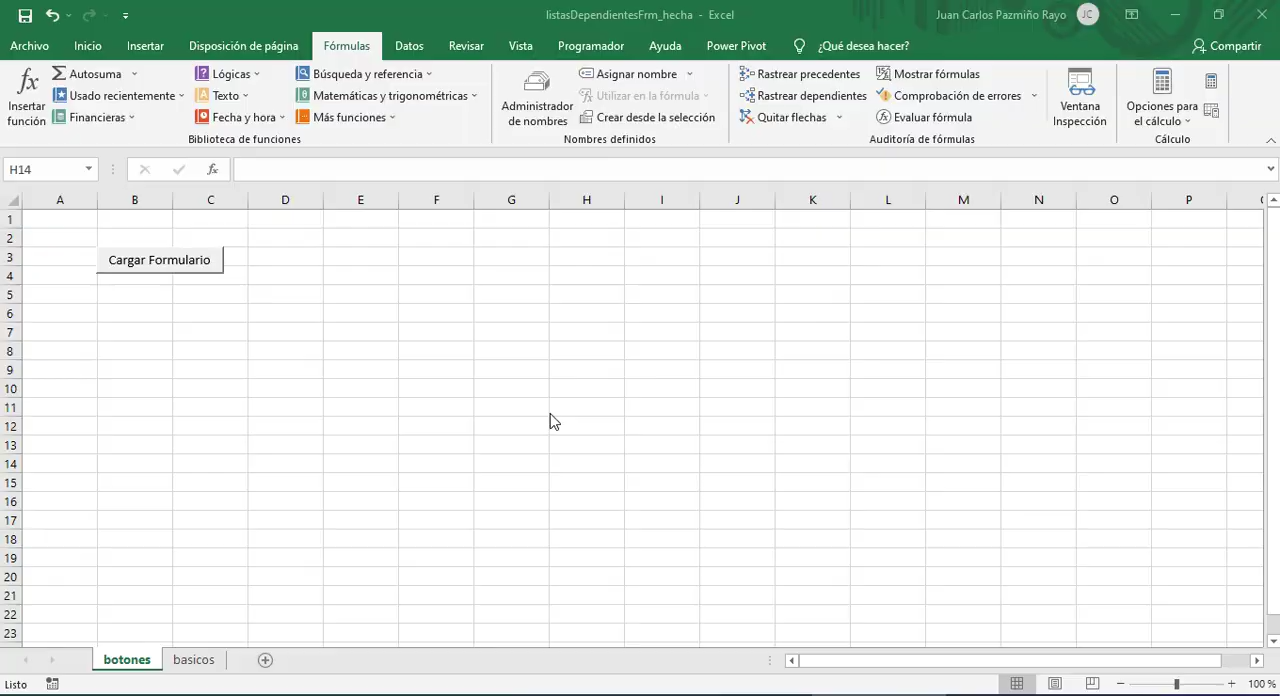 listasDependientesFrm_hecha - Excel
Juan Carlos Pazmiño Rayo
JC
Archivo Inicio Insertar Disposición de página Fórmulas Datos Revisar Vista Programador Ayuda Power Pivot ¿Qué desea hacer? Compartir
fx Insertar función
Autosuma
Usado recientemente
Financieras
Lógicas
Texto
Fecha y hora
Búsqueda y referencia
Matemáticas y trigonométricas
Más funciones
Biblioteca de funciones
Administrador de nombres
Asignar nombre
Utilizar en la fórmula
Crear desde la selección
Nombres definidos
Rastrear precedentes
Rastrear dependientes
Quitar flechas
Mostrar fórmulas
Comprobación de errores
Evaluar fórmula
Auditoría de fórmulas
Ventana Inspección
Opciones para el cálculo
Cálculo
H14
fx
A B C D E F G H I J K L M N O P
1
2
3
Cargar Formulario
4
5
6
7
8
9
10
11
12
13
14
15
16
17
18
19
20
21
22
23
botones basicos
Listo
100 %